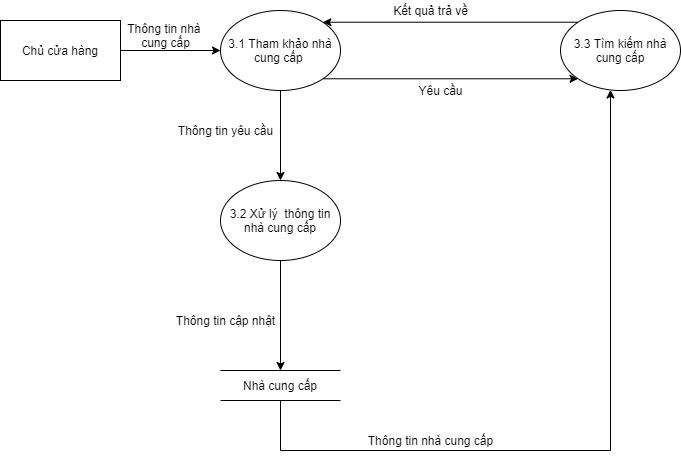 Kết quả trả về
Thông tin nhà
cung cấp
Chủ cửa hàng
3.1 Tham khảo nhà
cung cấp
3.3 Tìm kiếm nhà
cung cấp
Yêu cầu
Thông tin yêu cầu
3.2 Xử lý  thông tin
nhà cung cấp
Thông tin cập nhật
Nhà cung cấp
Thông tin nhà cung cấp